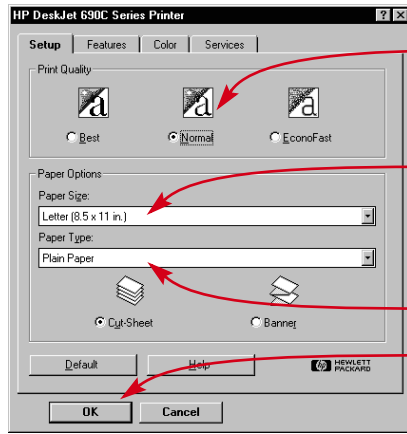 HP DeskJet 690C Series Printer
Setup Features Color Services
Print Quality
Best Normal EconoFast
Paper Options
Paper Size:
Letter (8.5 x 11 in.)
Paper Type:
Plain Paper
Cut-Sheet Banner
Default Help HEWLETT
PACKARD
OK Cancel